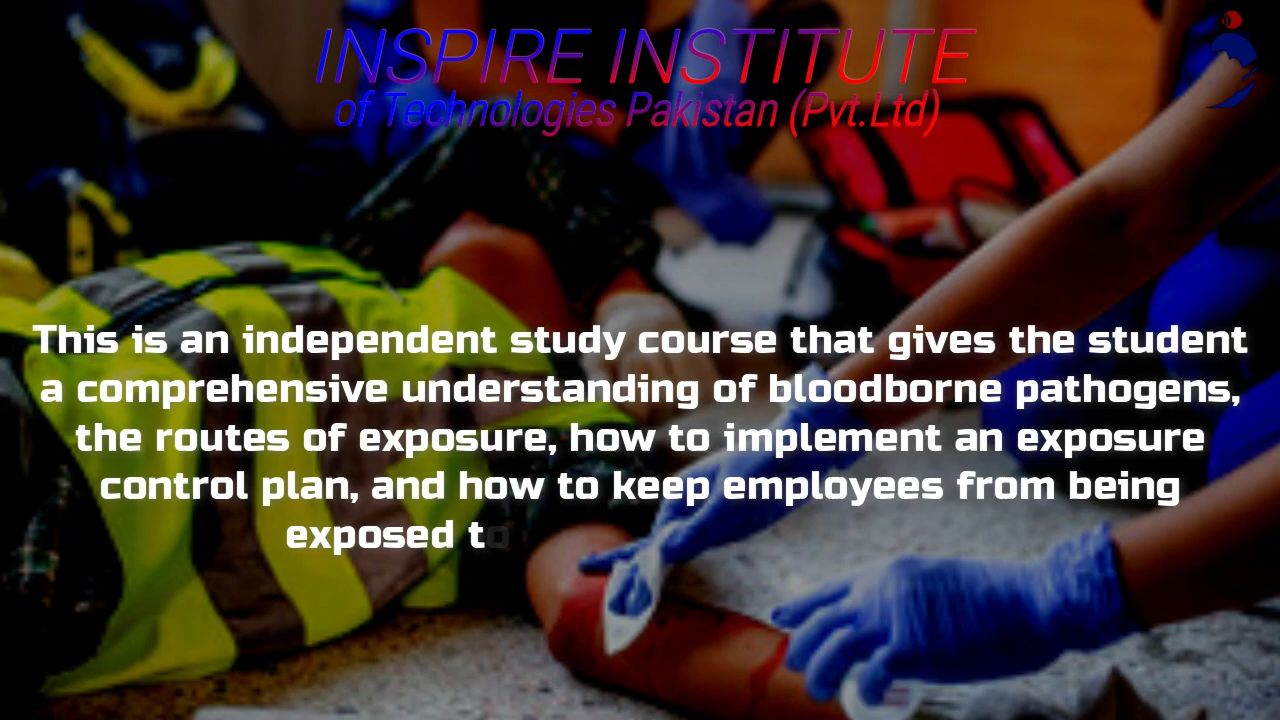 INSPIRE INSTITUTE
of Technologies Pakistan (Pvt.Ltd)
This is an independent study course that gives the student
a comprehensive understanding of bloodborne pathogens,
the routes of exposure, how to implement an exposure
control plan, and how to keep employees from being
exposed to